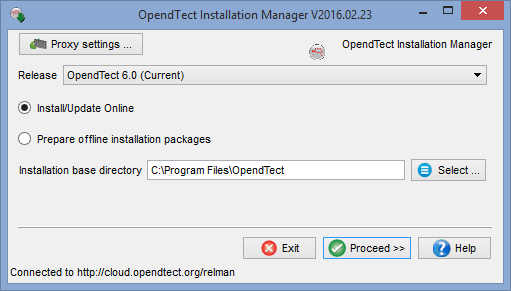 OpendTect Installation Manager V2016.02.23
Proxy settings ...
OpendTect Installation Manager
Release OpendTect 6.0 (Current)
Install/Update Online
Prepare offline installation packages
Installation base directory C:\Program Files\OpendTect Select ...
Exit Proceed >> Help
Connected to http://cloud.opendtect.org/relman